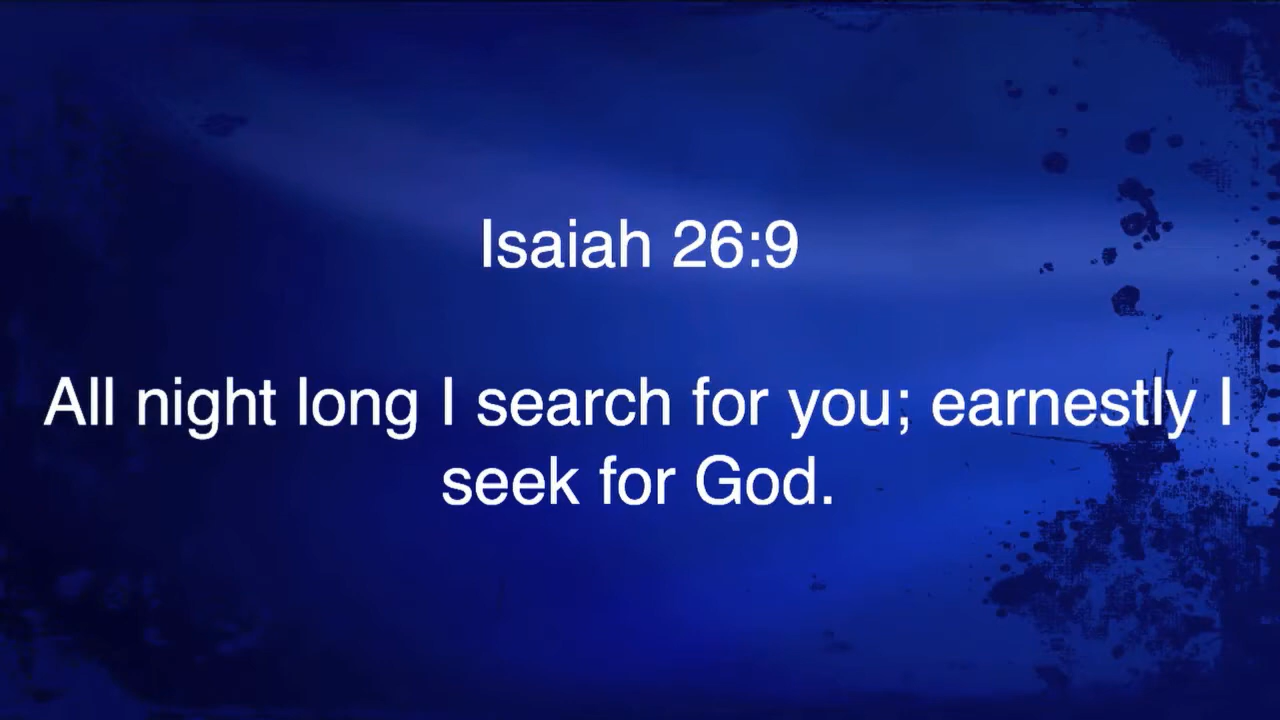 Isaiah 26:9
All night long I search for you; earnestly I
seek for God.